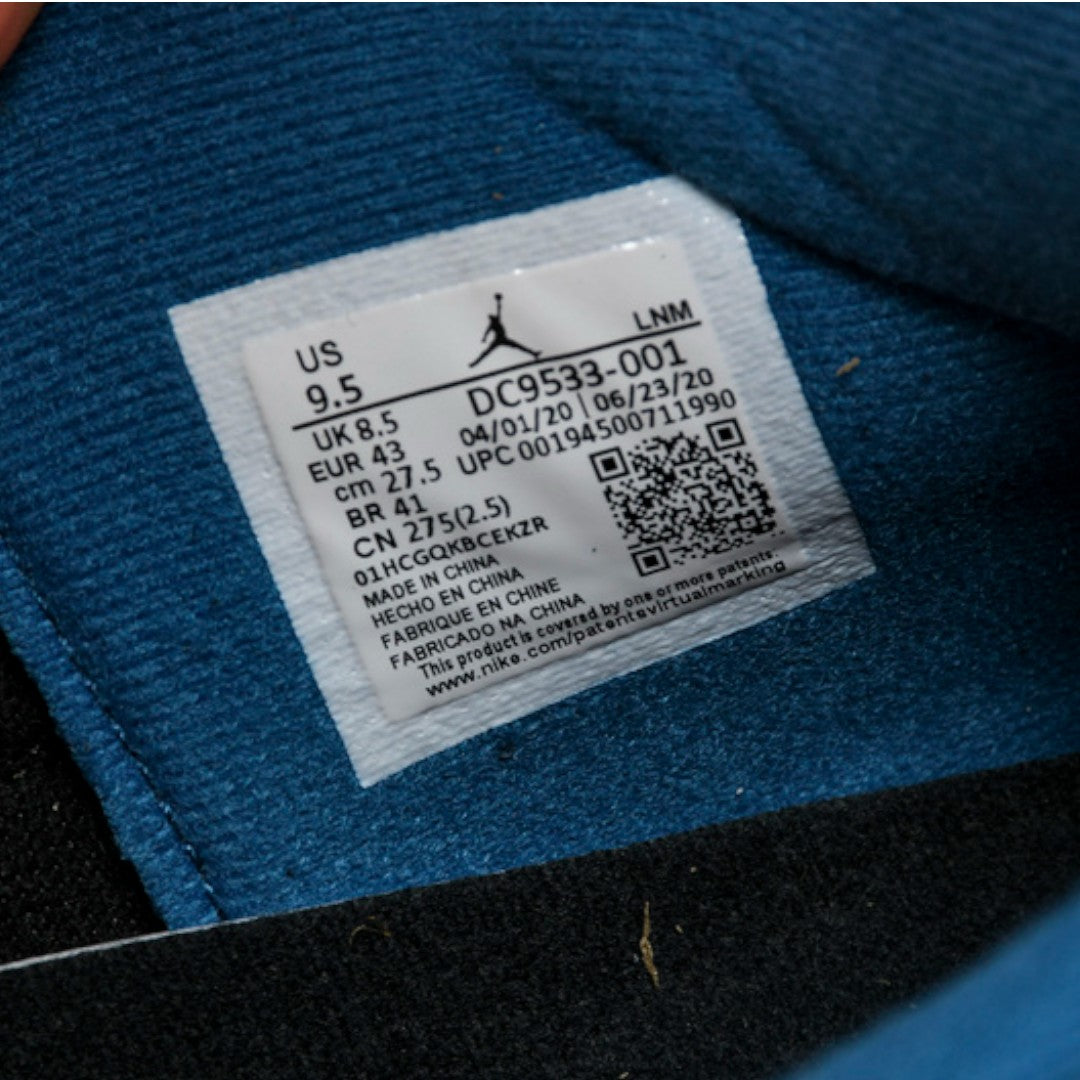 US
9.5
LNM
UK 8.5
EUR 43
cm 27.5
BR 41
CN 275(2.5)
DC9533-001
04/01/20 | 06/23/20
UPC 00194500711990
01HCGQKBCEKZR
MADE IN CHINA
HECHO EN CHINA
FABRIQUE EN CHINE
FABRICADO NA CHINA
This product is covered by one or more patents.
www.nike.com/patentsvirtualmarking